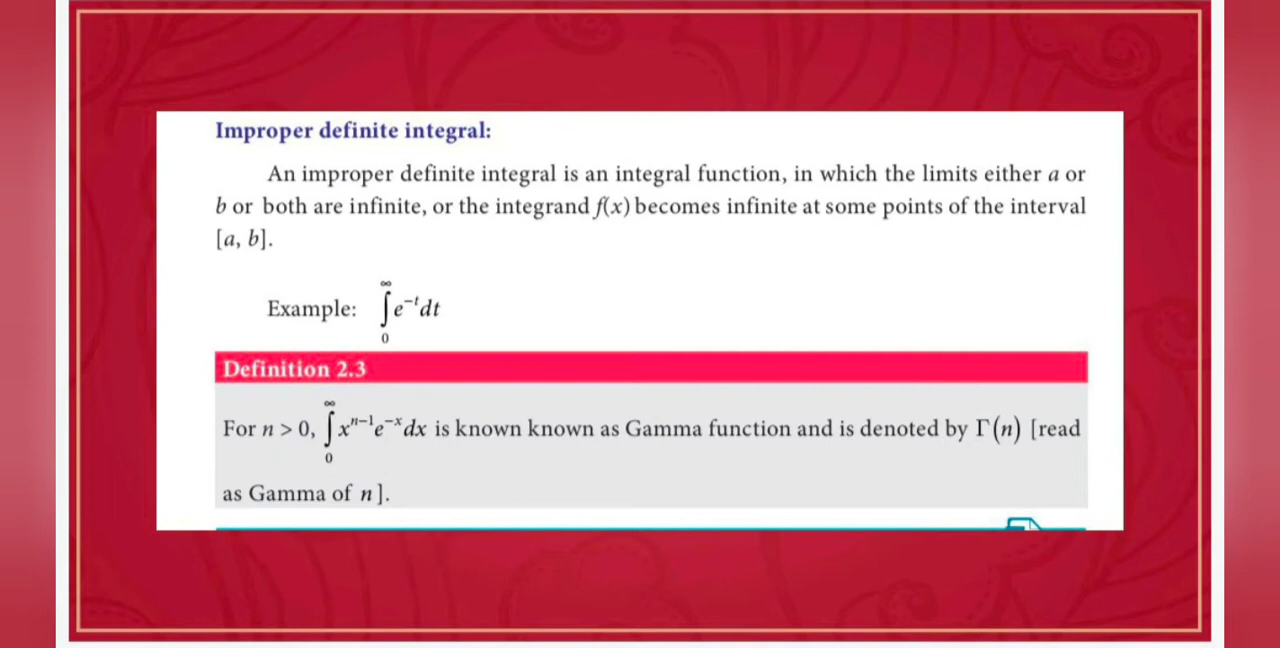 Improper definite integral:
An improper definite integral is an integral function, in which the limits either a or
b or both are infinite, or the integrand f(x) becomes infinite at some points of the interval
[a, b].
Example: ∫₀^∞ e⁻ᵗdt
Definition 2.3
For n > 0, ∫₀^∞ xⁿ⁻¹e⁻ˣdx is known known as Gamma function and is denoted by Γ(n) [read
as Gamma of n].